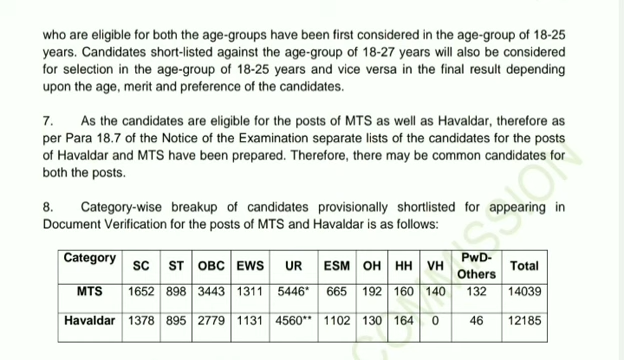 who are eligible for both the age-groups have been first considered in the age-group of 18-25
years. Candidates short-listed against the age-group of 18-27 years will also be considered
for selection in the age-group of 18-25 years and vice versa in the final result depending
upon the age, merit and preference of the candidates.
7. As the candidates are eligible for the posts of MTS as well as Havaldar, therefore as
per Para 18.7 of the Notice of the Examination separate lists of the candidates for the posts
of Havaldar and MTS have been prepared. Therefore, there may be common candidates for
both the posts.
8. Category-wise breakup of candidates provisionally shortlisted for appearing in
Document Verification for the posts of MTS and Havaldar is as follows:
Category SC ST OBC EWS UR ESM OH HH VH PwD-Others Total
MTS 1652 898 3443 1311 5446* 665 192 160 140 132 14039
Havaldar 1378 895 2779 1131 4560** 1102 130 164 0 46 12185
COMMISSION